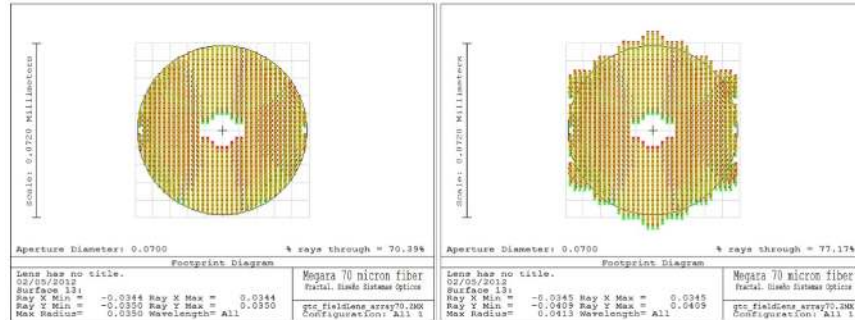 Scale: 0.0720 Millimeters
Aperture Diameter: 0.0700 % rays through = 70.39%
Footprint Diagram
Lens has no title.
02/05/2012
Surface 13:
Ray X Min = -0.0344 Ray X Max = 0.0344
Ray Y Min = -0.0350 Ray Y Max = 0.0350
Max Radius= 0.0350 Wavelength= All
Megara 70 micron fiber
Fractal. Diseño Sistemas Opticos
gtc_fieldLens_array70.ZMX
Configuration: All 1
Scale: 0.0820 Millimeters
Aperture Diameter: 0.0700 % rays through = 77.17%
Footprint Diagram
Lens has no title.
02/05/2012
Surface 13:
Ray X Min = -0.0345 Ray X Max = 0.0345
Ray Y Min = -0.0409 Ray Y Max = 0.0409
Max Radius= 0.0413 Wavelength= All
Megara 70 micron fiber
Fractal. Diseño Sistemas Opticos
gtc_fieldLens_array70.ZMX
Configuration: All 1